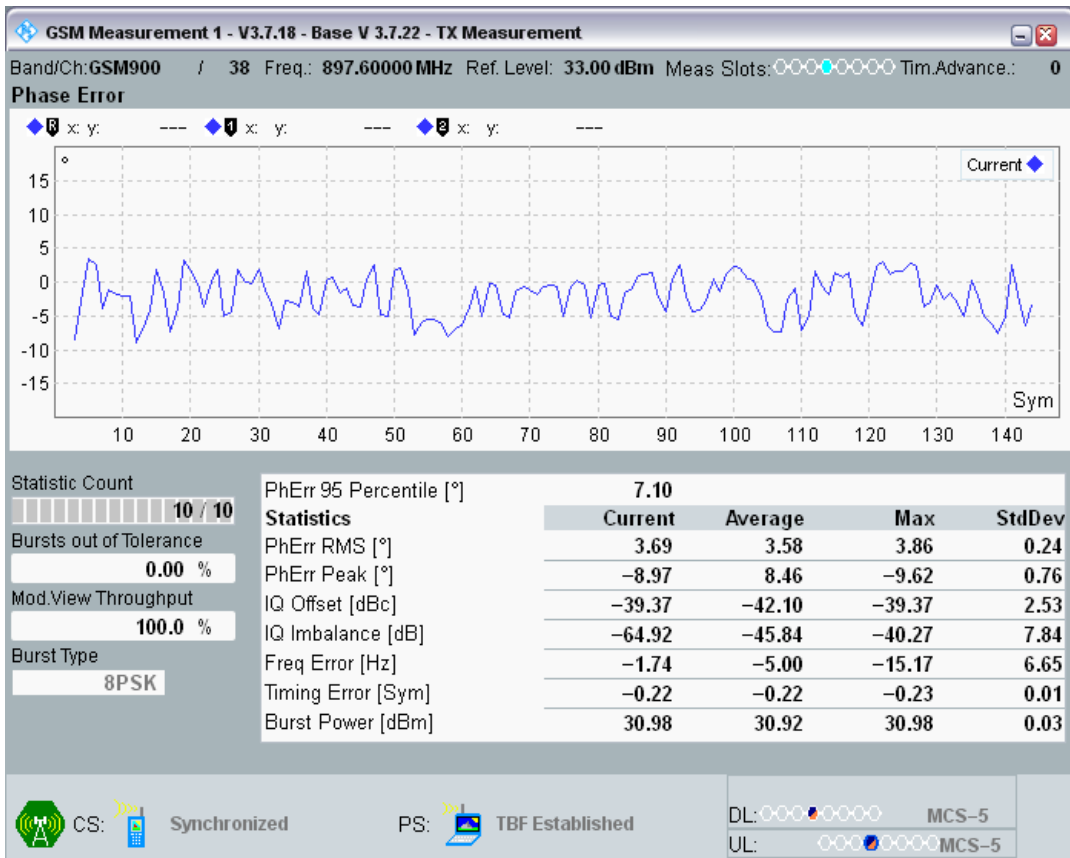 GSM Measurement 1 - V3.7.18 - Base V 3.7.22 - TX Measurement
Band/Ch:GSM900 / 38 Freq.: 897.60000 MHz Ref. Level: 33.00 dBm Meas Slots: Tim.Advance.: 0
Phase Error
R x: y: --- 1 x: y: --- 2 x: y: ---
° Current
15
10
5
0
-5
-10
-15
Sym
10 20 30 40 50 60 70 80 90 100 110 120 130 140
Statistic Count
10 / 10
Bursts out of Tolerance
0.00 %
Mod.View Throughput
100.0 %
Burst Type
8PSK
PhErr 95 Percentile [°] 7.10
Statistics Current Average Max StdDev
PhErr RMS [°] 3.69 3.58 3.86 0.24
PhErr Peak [°] −8.97 8.46 −9.62 0.76
IQ Offset [dBc] −39.37 −42.10 −39.37 2.53
IQ Imbalance [dB] −64.92 −45.84 −40.27 7.84
Freq Error [Hz] −1.74 −5.00 −15.17 6.65
Timing Error [Sym] −0.22 −0.22 −0.23 0.01
Burst Power [dBm] 30.98 30.92 30.98 0.03
CS: Synchronized PS: TBF Established
DL: MCS−5
UL: MCS−5